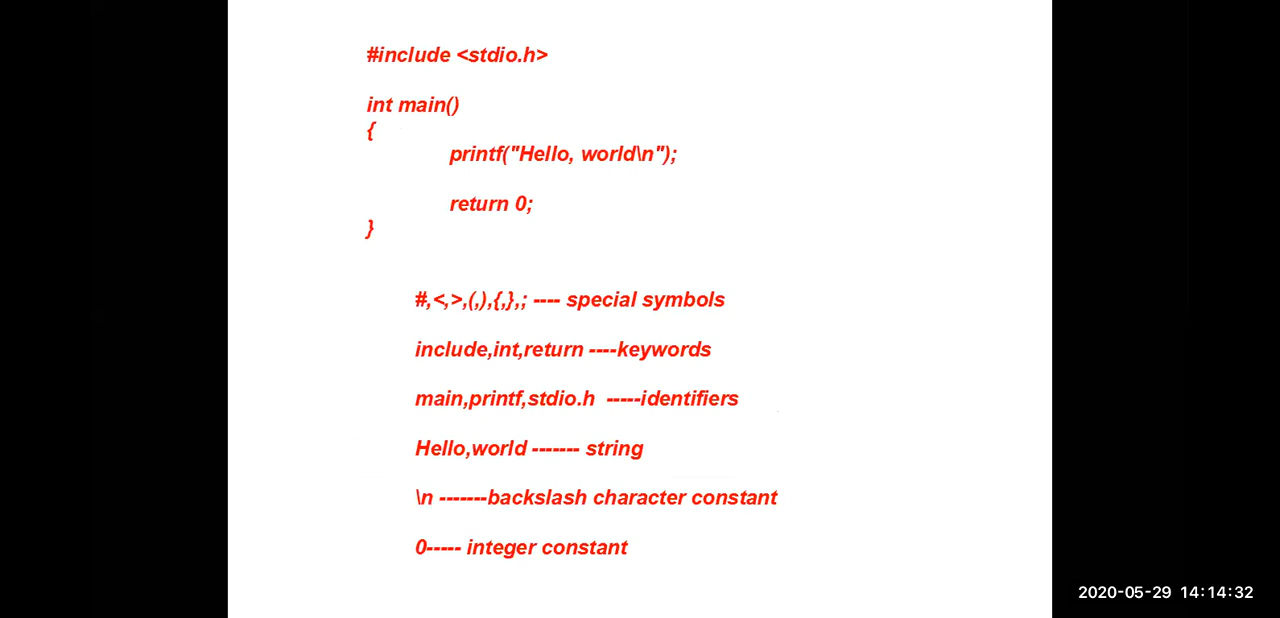 #include <stdio.h>
int main()
{
printf("Hello, world\n");
return 0;
}
#,<,>,(,),{,},; ---- special symbols
include,int,return ----keywords
main,printf,stdio.h -----identifiers
Hello,world ------- string
\n -------backslash character constant
0----- integer constant
2020-05-29 14:14:32